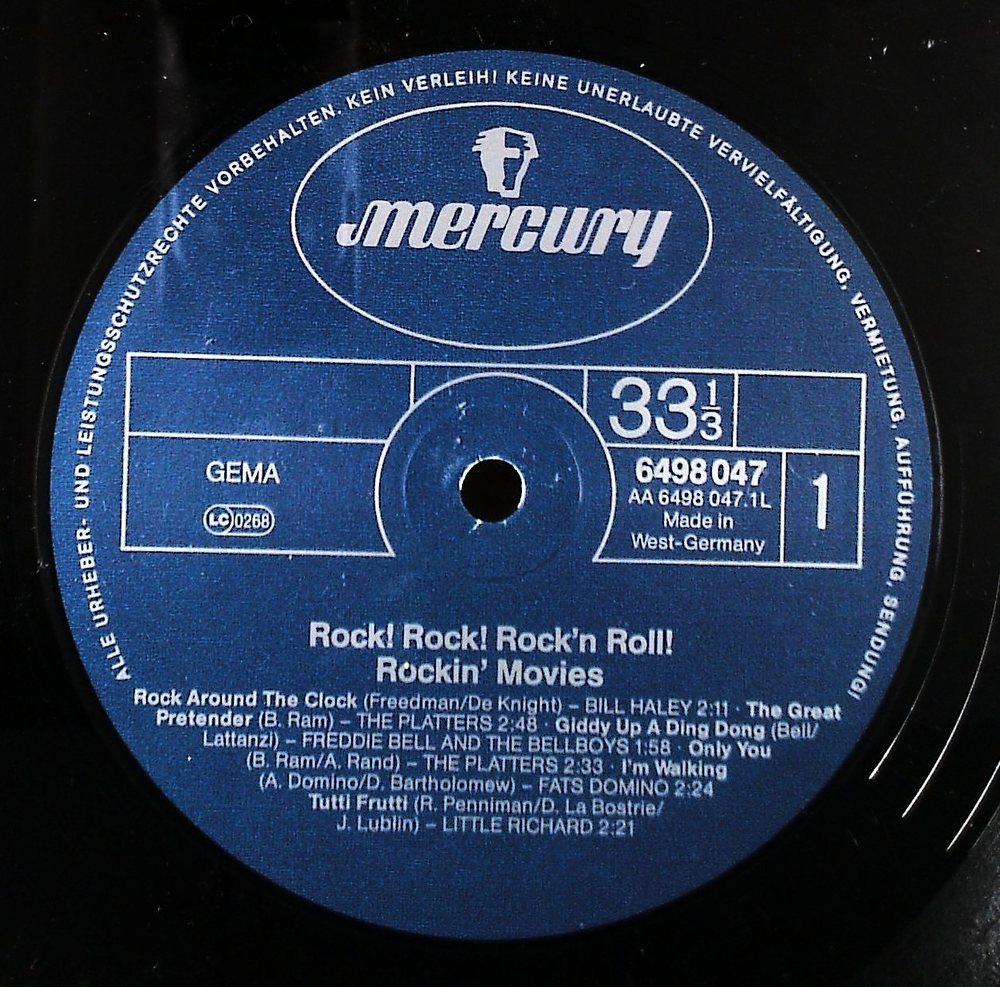 ALLE URHEBER- UND LEISTUNGSSCHUTZRECHTE VORBEHALTEN. KEIN VERLEIH! KEINE UNERLAUBTE VERVIELFÄLTIGUNG, VERMIETUNG, AUFFÜHRUNG, SENDUNG!
mercury
33 1/3
GEMA
LC 0268
6498 047
AA 6498 047.1L
Made in
West-Germany
1
Rock! Rock! Rock'n Roll!
Rockin' Movies
Rock Around The Clock (Freedman/De Knight) – BILL HALEY 2:11 · The Great
Pretender (B. Ram) – THE PLATTERS 2:48 · Giddy Up A Ding Dong (Bell/
Lattanzi) – FREDDIE BELL AND THE BELLBOYS 1:58 · Only You
(B. Ram/A. Rand) – THE PLATTERS 2:33 · I'm Walking
(A. Domino/D. Bartholomew) – FATS DOMINO 2:24
Tutti Frutti (R. Penniman/D. La Bostrie/
J. Lublin) – LITTLE RICHARD 2:21